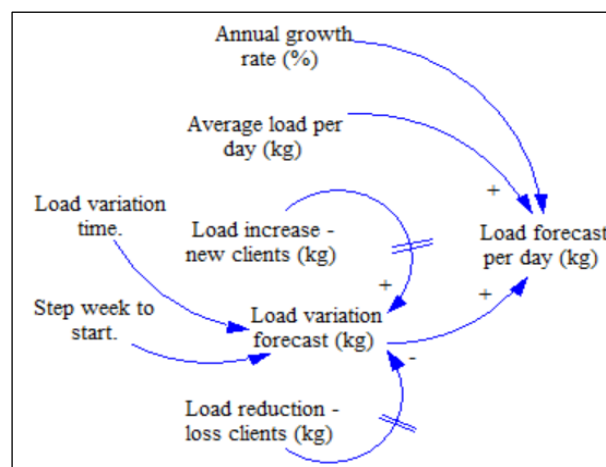 Annual growth
rate (%)
Average load per
day (kg)
+
Load variation
time.
Load increase -
new clients (kg)
Load forecast
per day (kg)
+
+
Step week to
start.
Load variation
forecast (kg)
-
Load reduction -
loss clients (kg)